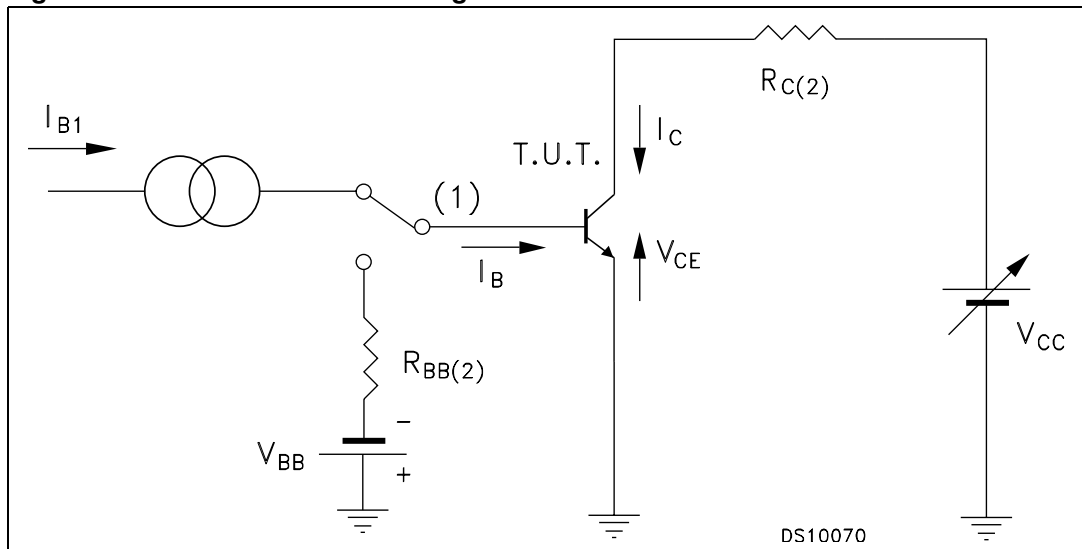 I_B1
R_C(2)
I_C
T.U.T.
(1)
I_B
V_CE
R_BB(2)
V_CC
-
V_BB
+
DS10070